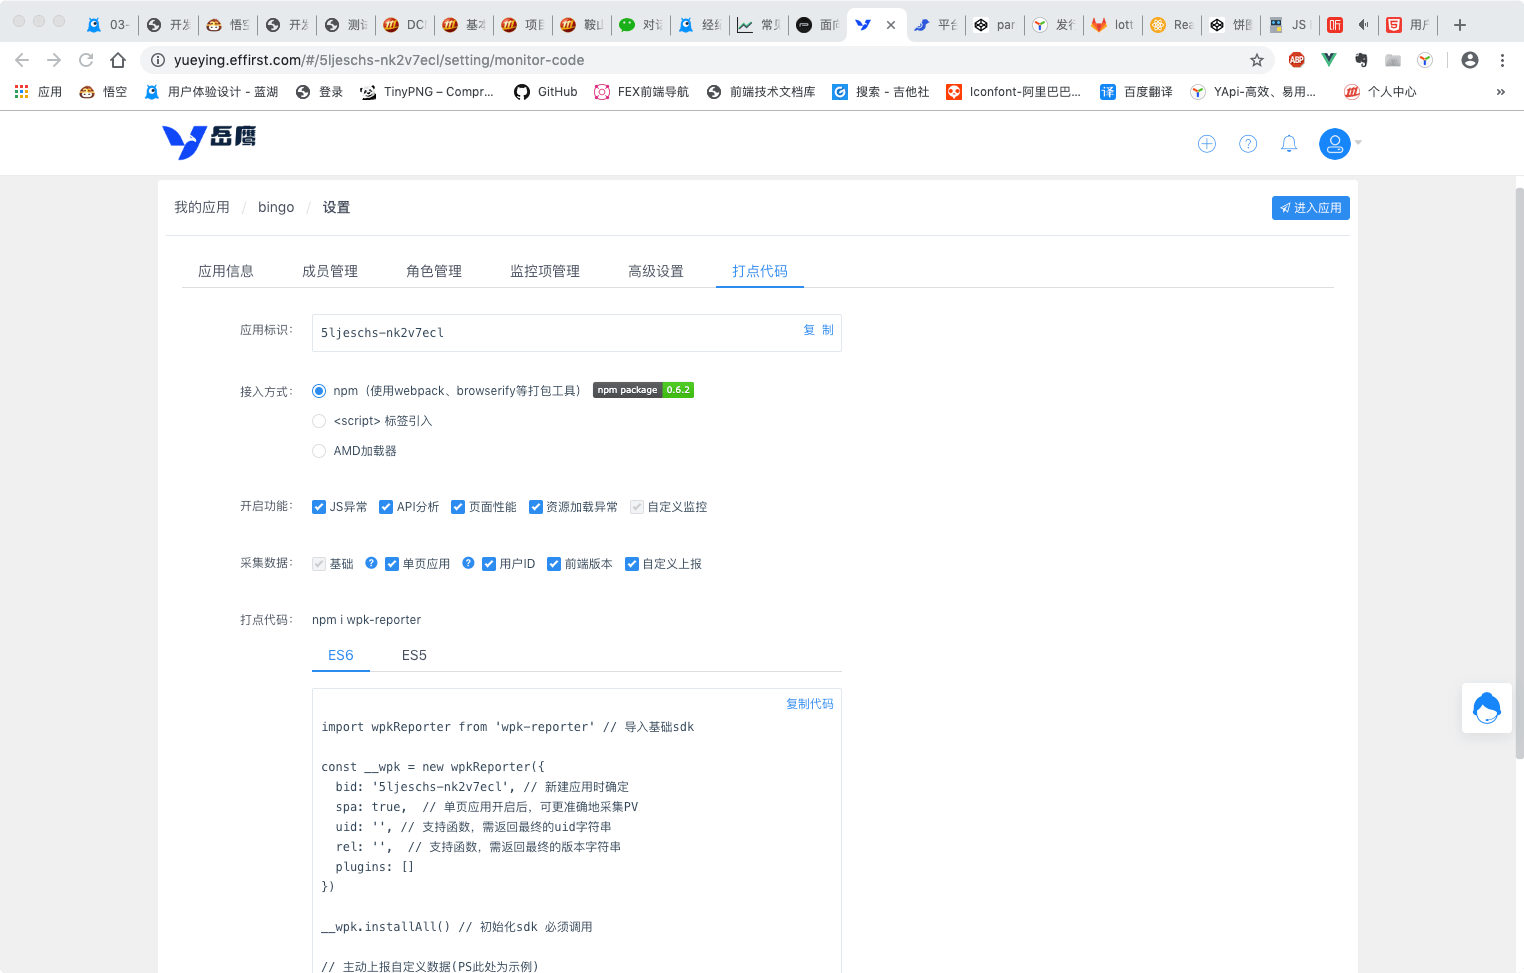 03-
开发
悟空
开发
测试
DC
基本
项目
鞍山
对话
经纬
常见
面向
平台
par
发行
lott
Rea
饼图
JS
听
用户
yueying.effirst.com/#/5ljeschs-nk2v7ecl/setting/monitor-code
ABP
应用
悟空
用户体验设计 - 蓝湖
登录
TinyPNG – Compr...
GitHub
FEX前端导航
前端技术文档库
搜索 - 吉他社
Iconfont-阿里巴巴...
译 百度翻译
YApi-高效、易用...
个人中心
»
岳鹰
我的应用 / bingo / 设置
进入应用
应用信息 成员管理 角色管理 监控项管理 高级设置 打点代码
应用标识: 5ljeschs-nk2v7ecl 复 制
接入方式: npm（使用webpack、browserify等打包工具） npm package 0.6.2
<script> 标签引入
AMD加载器
开启功能: JS异常 API分析 页面性能 资源加载异常 自定义监控
采集数据: 基础 ? 单页应用 ? 用户ID 前端版本 自定义上报
打点代码: npm i wpk-reporter
ES6 ES5
复制代码
import wpkReporter from 'wpk-reporter' // 导入基础sdk
const __wpk = new wpkReporter({
bid: '5ljeschs-nk2v7ecl', // 新建应用时确定
spa: true, // 单页应用开启后，可更准确地采集PV
uid: '', // 支持函数，需返回最终的uid字符串
rel: '', // 支持函数，需返回最终的版本字符串
plugins: []
})
__wpk.installAll() // 初始化sdk 必须调用
// 主动上报自定义数据(PS此处为示例)